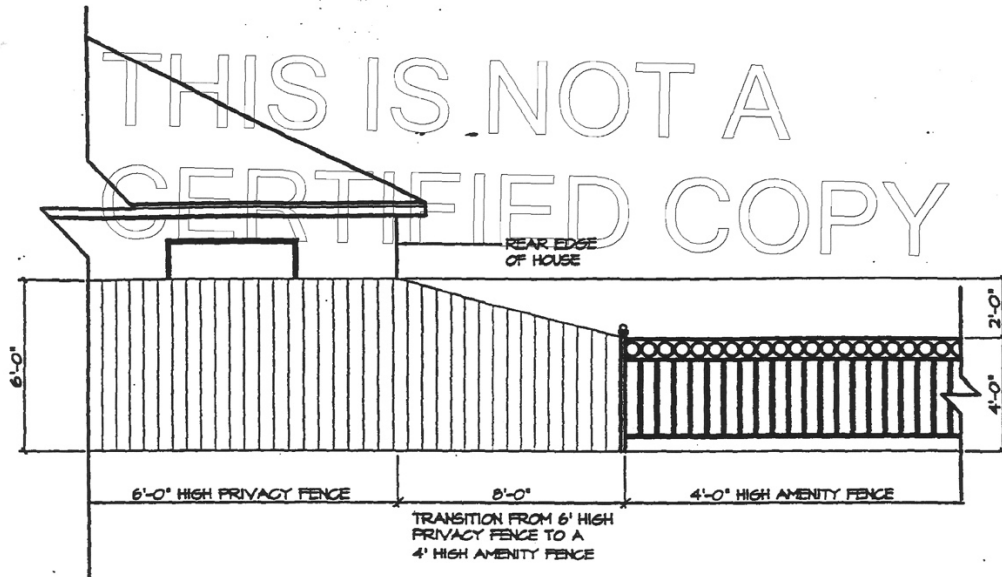 THIS IS NOT A
CERTIFIED COPY
REAR EDGE
OF HOUSE
2'-0"
6'-0"
4'-0"
6'-0" HIGH PRIVACY FENCE
8'-0"
4'-0" HIGH AMENITY FENCE
TRANSITION FROM 6' HIGH
PRIVACY FENCE TO A
4' HIGH AMENITY FENCE